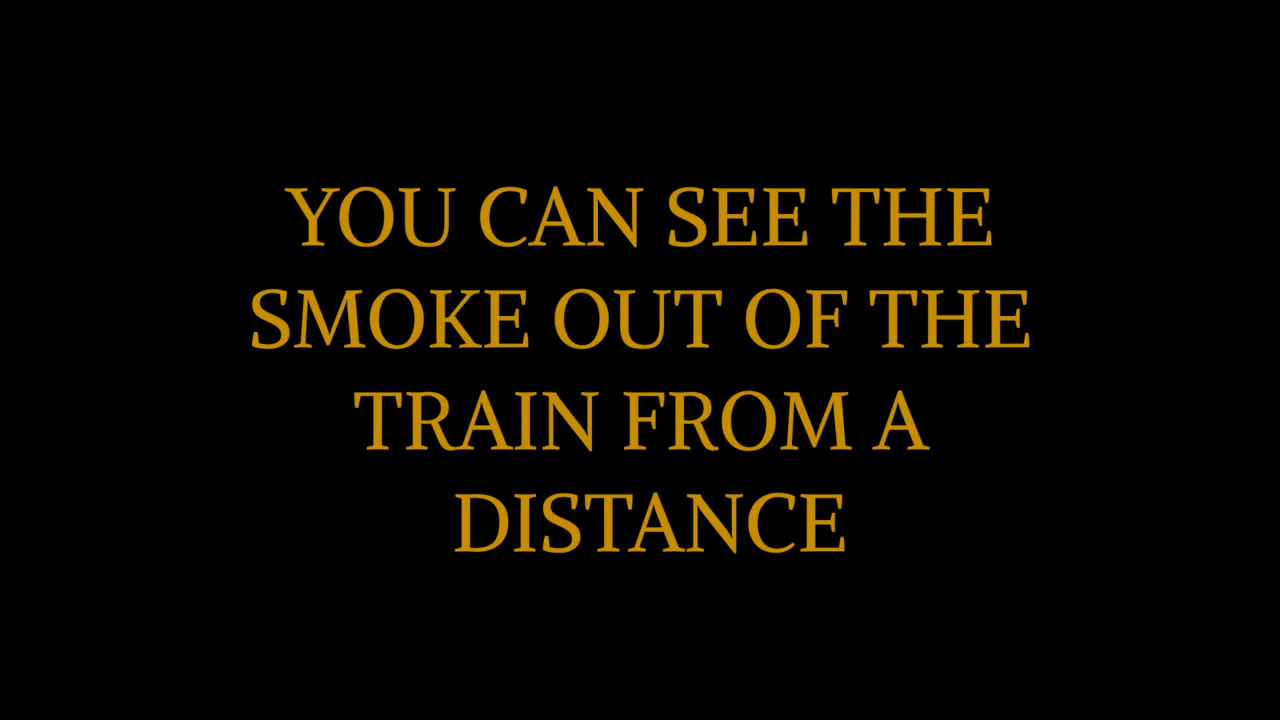 YOU CAN SEE THE
SMOKE OUT OF THE
TRAIN FROM A
DISTANCE